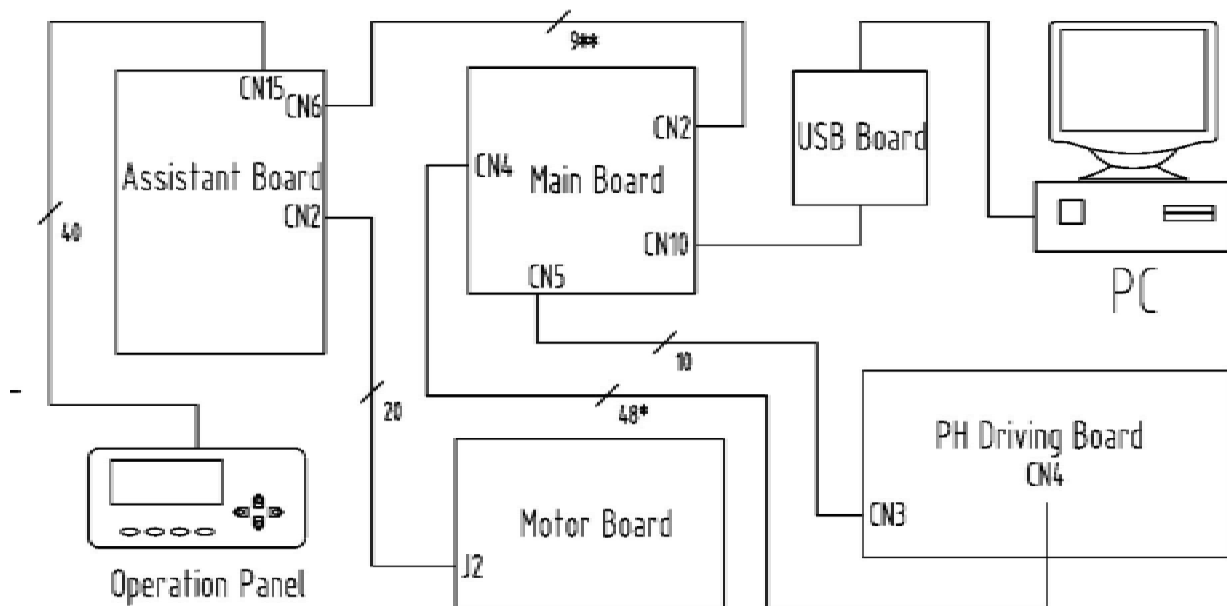 9**
CN15
CN6
CN2
USB Board
Assistant Board
CN4
Main Board
CN2
40
CN10
CN5
PC
10
20
48*
PH Driving Board
CN4
CN3
Motor Board
J2
Operation Panel